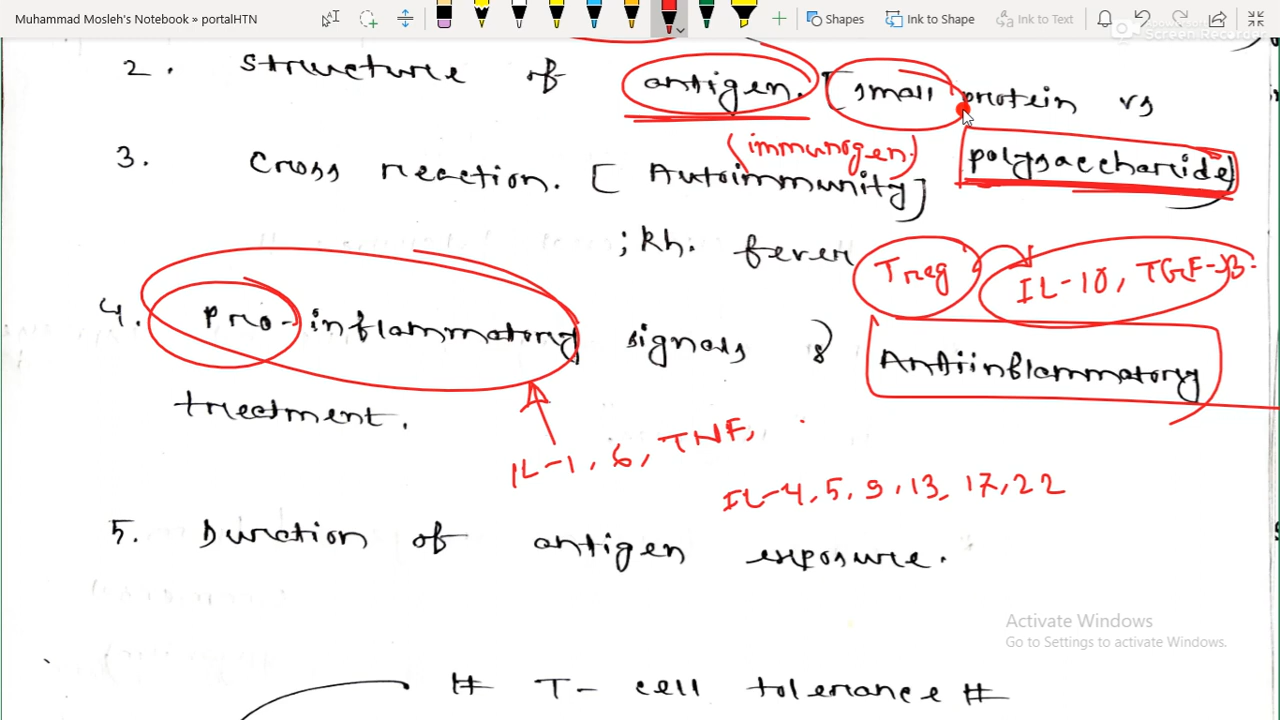 Muhammad Mosleh's Notebook » portalHTN
Shapes
Ink to Shape
Ink to Text
Screen Recorder
2. Structure of antigen. [small protein vs
(immunogen)
polysaccharide]
3. Cross reaction. [Autoimmunity]
; Rh. fever
Treg
IL-10, TGF-β
4. Pro-inflammatory signals & Antiinflammatory
treatment.
IL-1, 6, TNF,
IL-4, 5, 9, 13, 17, 22
5. Duration of antigen exposure.
Activate Windows
Go to Settings to activate Windows.
# T-cell tolerance #